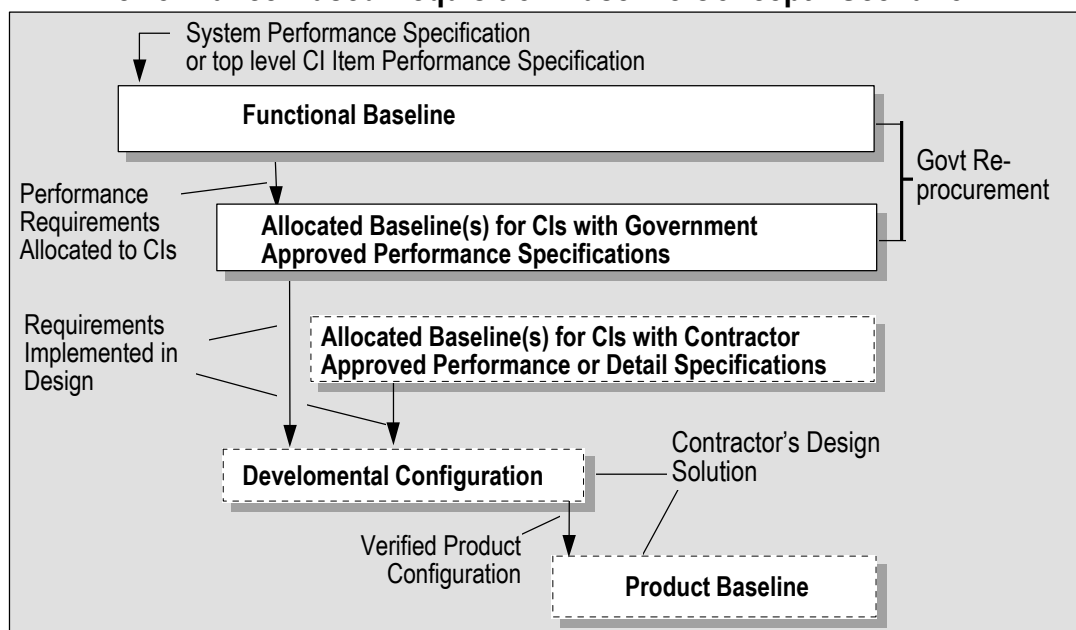 System Performance Specification
or top level CI Item Performance Specification
Functional Baseline
Govt Re-
procurement
Performance
Requirements
Allocated to CIs
Allocated Baseline(s) for CIs with Government
Approved Performance Specifications
Requirements
Implemented in
Design
Allocated Baseline(s) for CIs with Contractor
Approved Performance or Detail Specifications
Contractor's Design
Solution
Develomental Configuration
Verified Product
Configuration
Product Baseline